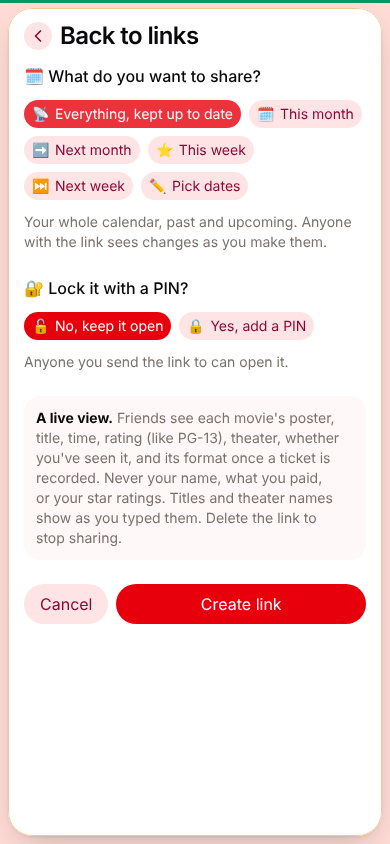 Back to links
🗓️ What do you want to share?
📡 Everything, kept up to date
🗓️ This month
➡️ Next month
⭐ This week
⏭️ Next week
✏️ Pick dates
Your whole calendar, past and upcoming. Anyone
with the link sees changes as you make them.
🔐 Lock it with a PIN?
🔓 No, keep it open
🔒 Yes, add a PIN
Anyone you send the link to can open it.
A live view. Friends see each movie's poster,
title, time, rating (like PG-13), theater, whether
you've seen it, and its format once a ticket is
recorded. Never your name, what you paid,
or your star ratings. Titles and theater names
show as you typed them. Delete the link to
stop sharing.
Cancel
Create link